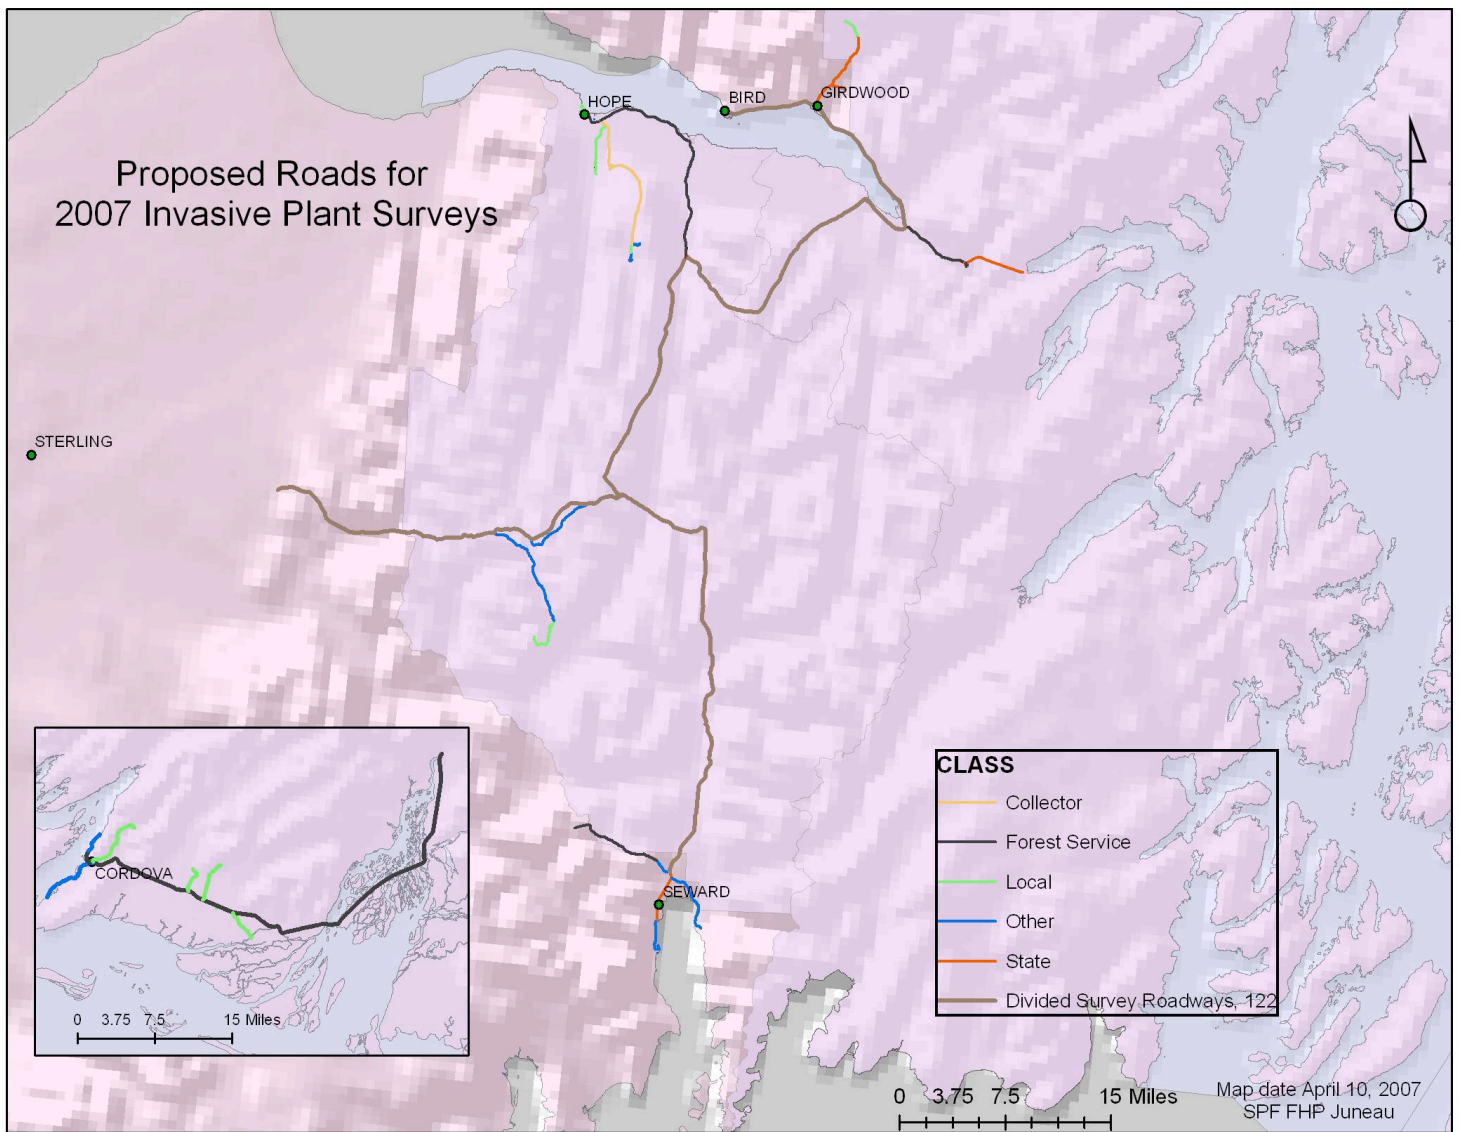 HOPE
BIRD
GIRDWOOD
Proposed Roads for
2007 Invasive Plant Surveys
STERLING
CLASS
Collector
Forest Service
Local
Other
State
Divided Survey Roadways, 122
SEWARD
CORDOVA
0 3.75 7.5 15 Miles
0 3.75 7.5 15 Miles
Map date April 10, 2007
SPF FHP Juneau